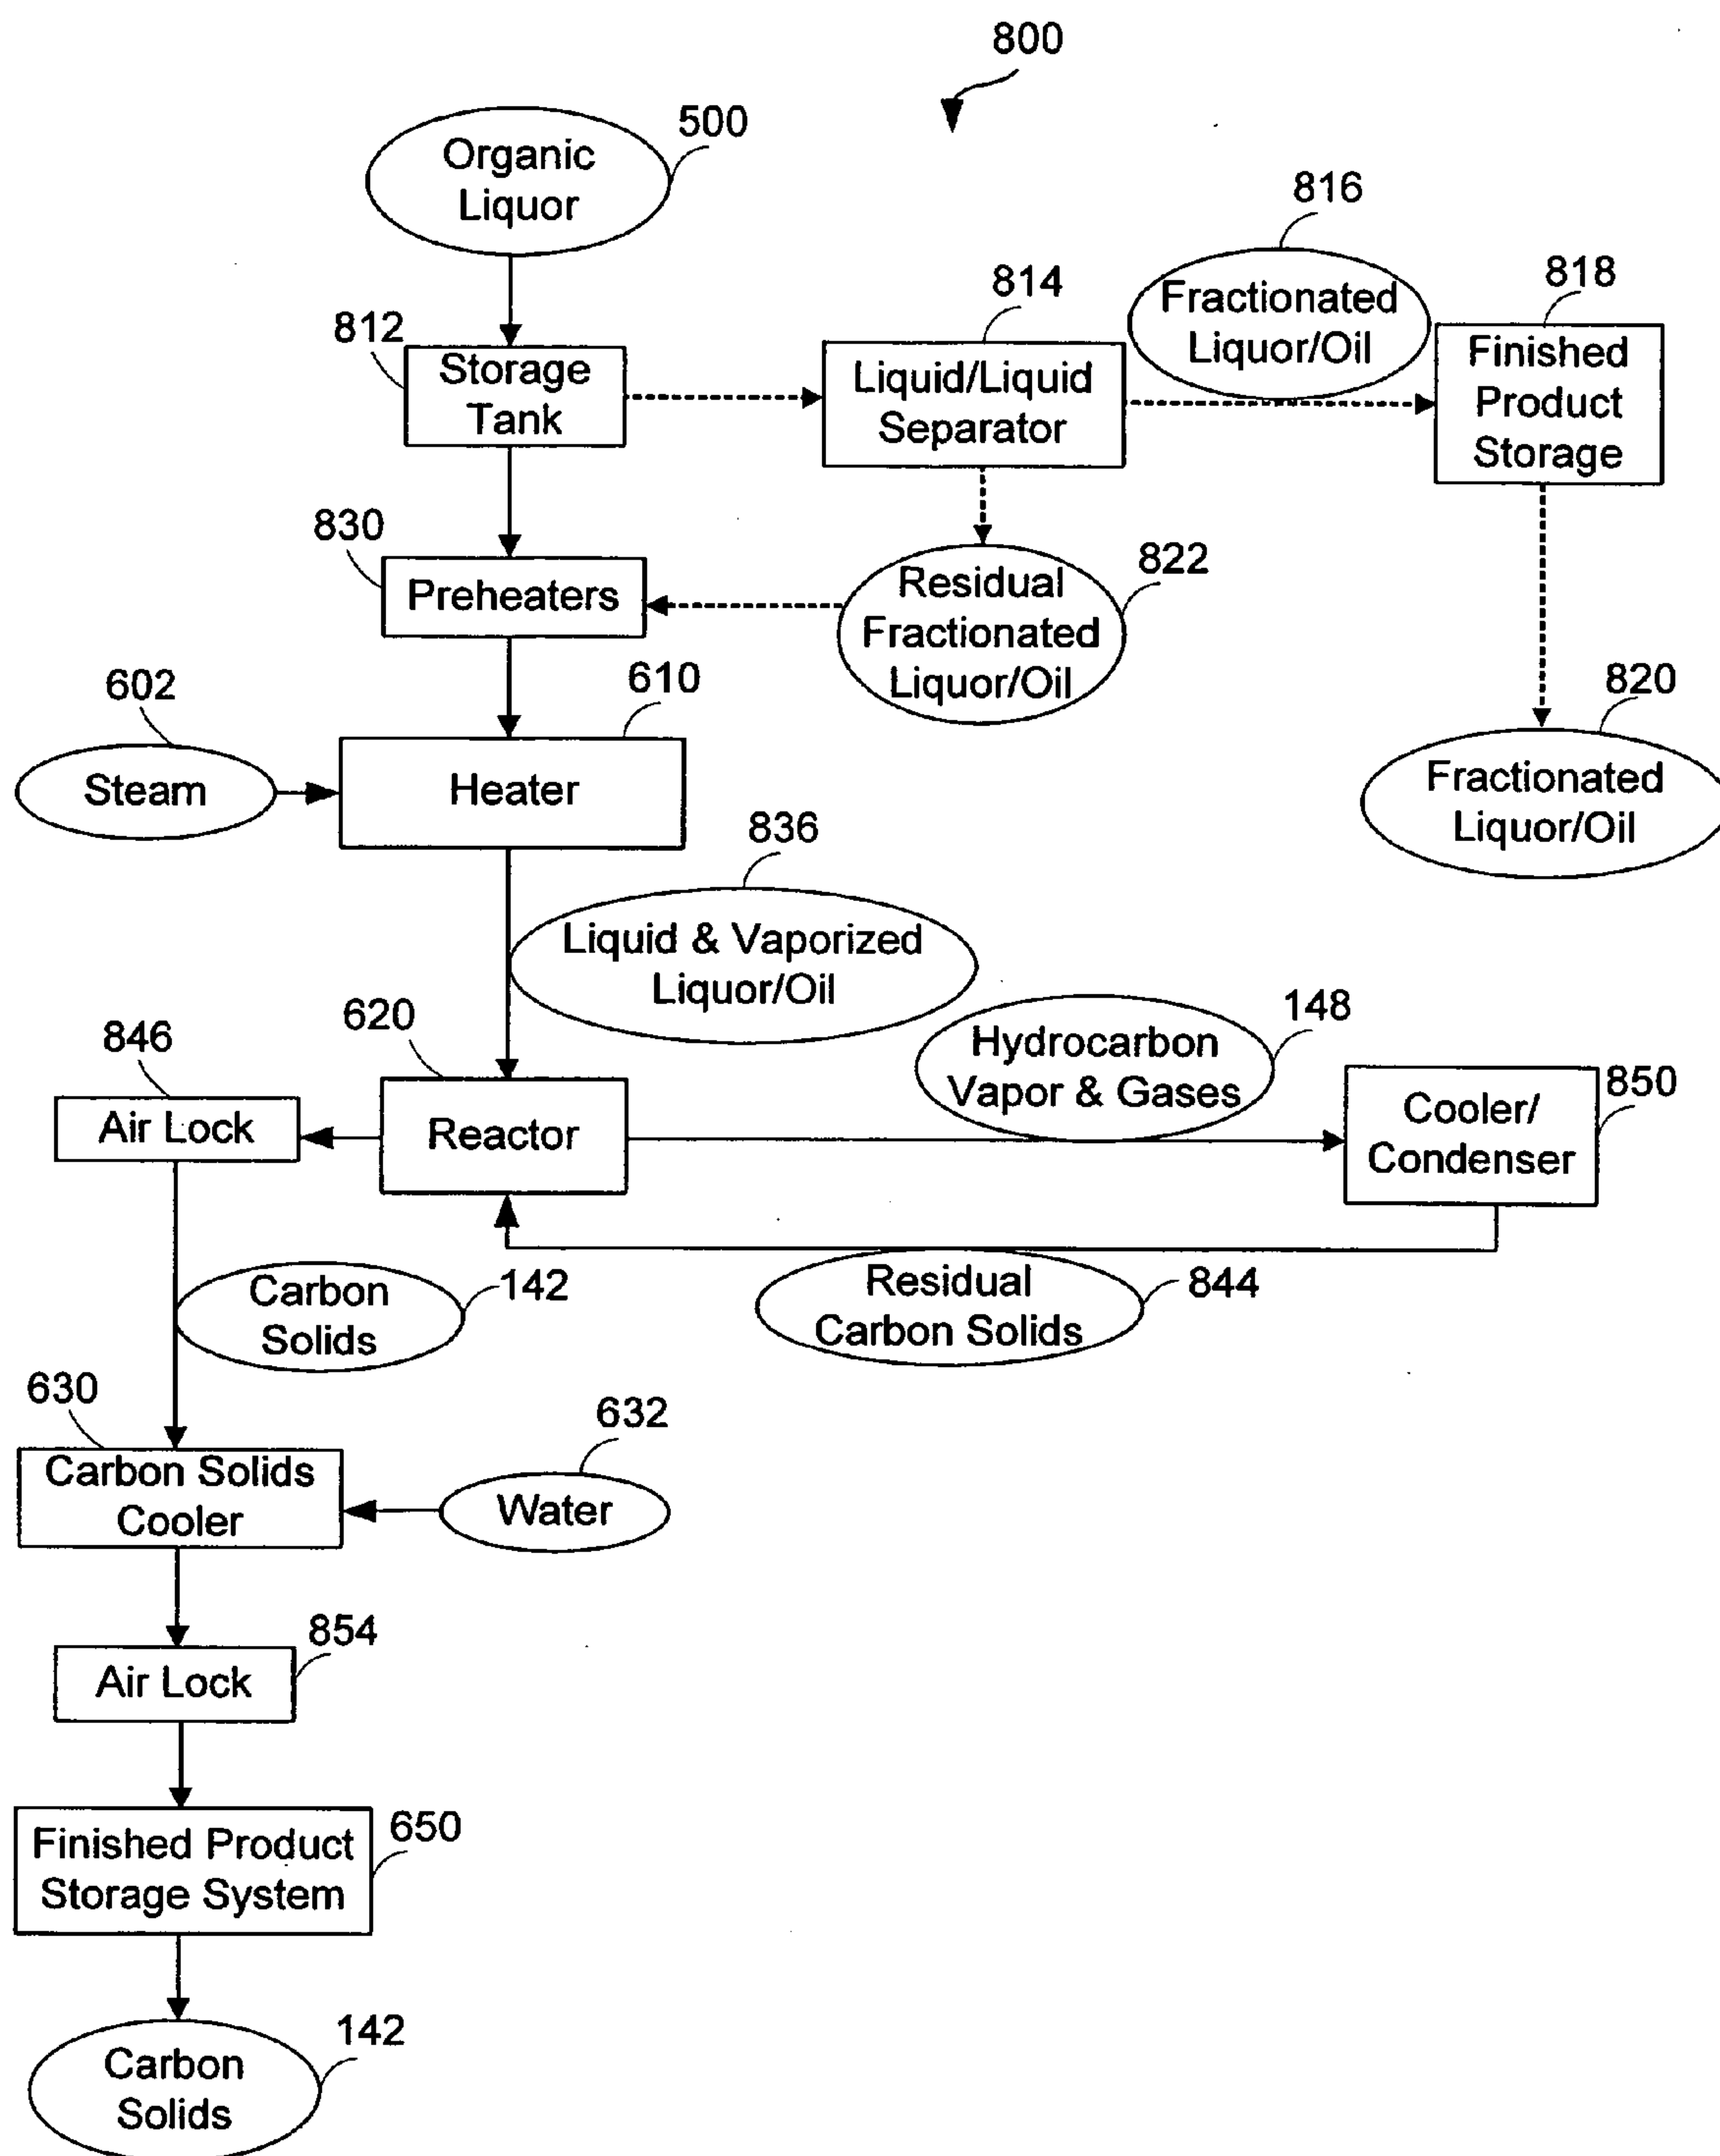 800
500
Organic
Liquor
816
Fractionated
Liquor/Oil
814
818
812
Storage
Tank
Liquid/Liquid
Separator
Finished
Product
Storage
830
Preheaters
822
Residual
Fractionated
Liquor/Oil
602
610
820
Steam
Heater
Fractionated
Liquor/Oil
836
Liquid & Vaporized
Liquor/Oil
620
148
Hydrocarbon
Vapor & Gases
846
850
Air Lock
Reactor
Cooler/
Condenser
Carbon
Solids
142
Residual
Carbon Solids
844
630
632
Carbon Solids
Cooler
Water
854
Air Lock
650
Finished Product
Storage System
142
Carbon
Solids